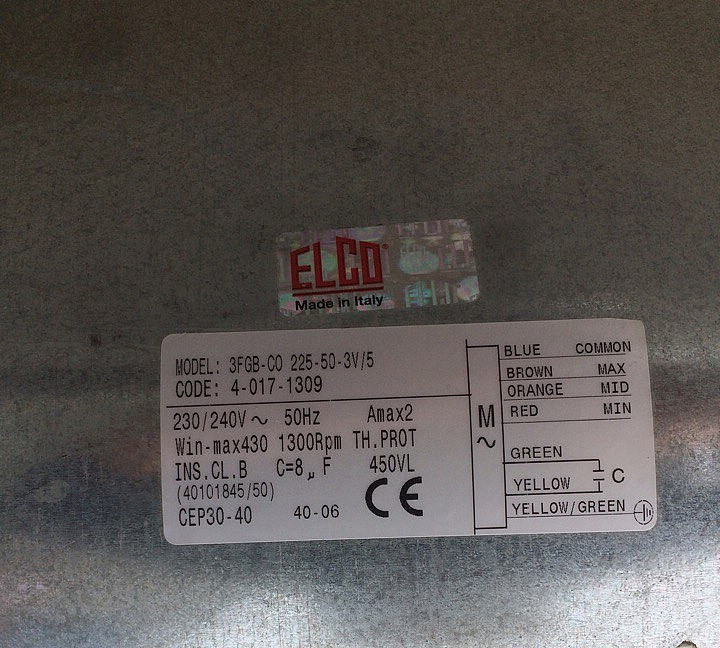 ELCO®
Made in Italy
MODEL: 3FGB-CO 225-50-3V/5
CODE: 4-017-1309
230/240V ~ 50Hz Amax2
Win-max430 1300Rpm TH.PROT
INS.CL.B C=8 µF 450VL
(40101845/50)
CEP30-40 40-06 CE
M
~
BLUE COMMON
BROWN MAX
ORANGE MID
RED MIN
GREEN
YELLOW C
YELLOW/GREEN